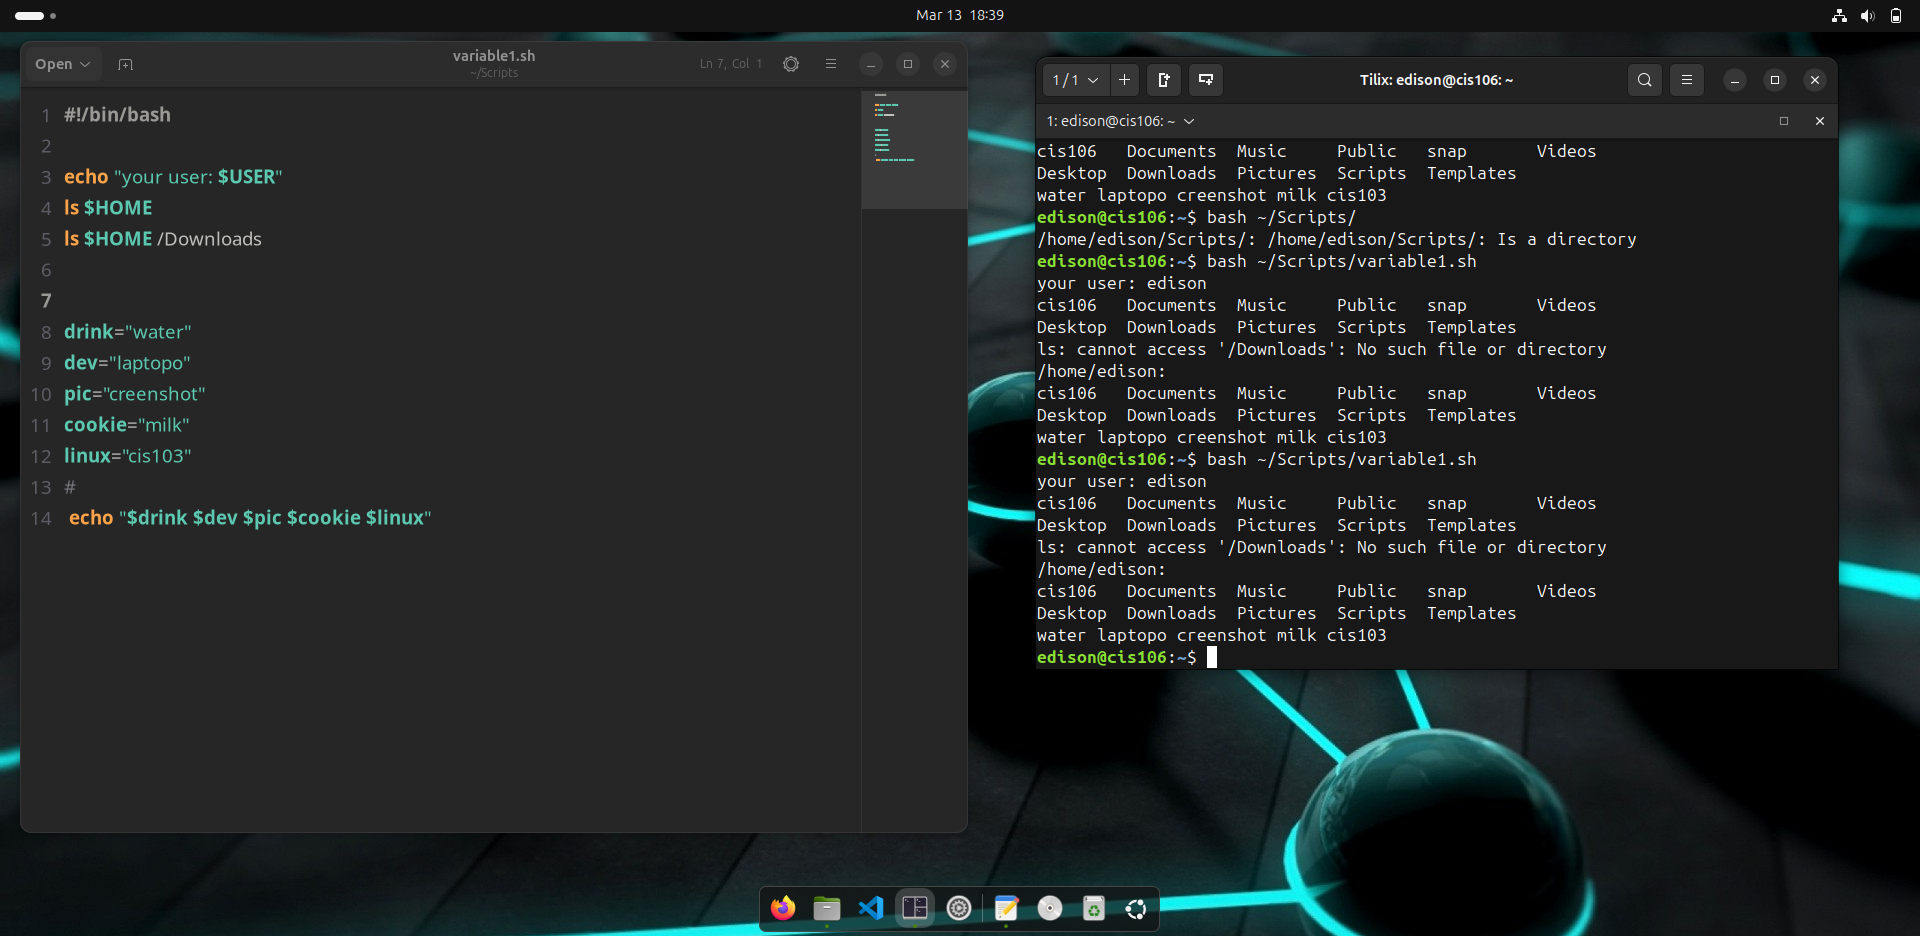 Mar 13 18:39
Open
variable1.sh
~/Scripts
Ln 7, Col 1
1 #!/bin/bash
2
3 echo "your user: $USER"
4 ls $HOME
5 ls $HOME /Downloads
6
7
8 drink="water"
9 dev="laptopo"
10 pic="creenshot"
11 cookie="milk"
12 linux="cis103"
13 #
14 echo "$drink $dev $pic $cookie $linux"
1 / 1
Tilix: edison@cis106: ~
1: edison@cis106: ~
cis106 Documents Music Public snap Videos
Desktop Downloads Pictures Scripts Templates
water laptopo creenshot milk cis103
edison@cis106:~$ bash ~/Scripts/
/home/edison/Scripts/: /home/edison/Scripts/: Is a directory
edison@cis106:~$ bash ~/Scripts/variable1.sh
your user: edison
cis106 Documents Music Public snap Videos
Desktop Downloads Pictures Scripts Templates
ls: cannot access '/Downloads': No such file or directory
/home/edison:
cis106 Documents Music Public snap Videos
Desktop Downloads Pictures Scripts Templates
water laptopo creenshot milk cis103
edison@cis106:~$ bash ~/Scripts/variable1.sh
your user: edison
cis106 Documents Music Public snap Videos
Desktop Downloads Pictures Scripts Templates
ls: cannot access '/Downloads': No such file or directory
/home/edison:
cis106 Documents Music Public snap Videos
Desktop Downloads Pictures Scripts Templates
water laptopo creenshot milk cis103
edison@cis106:~$